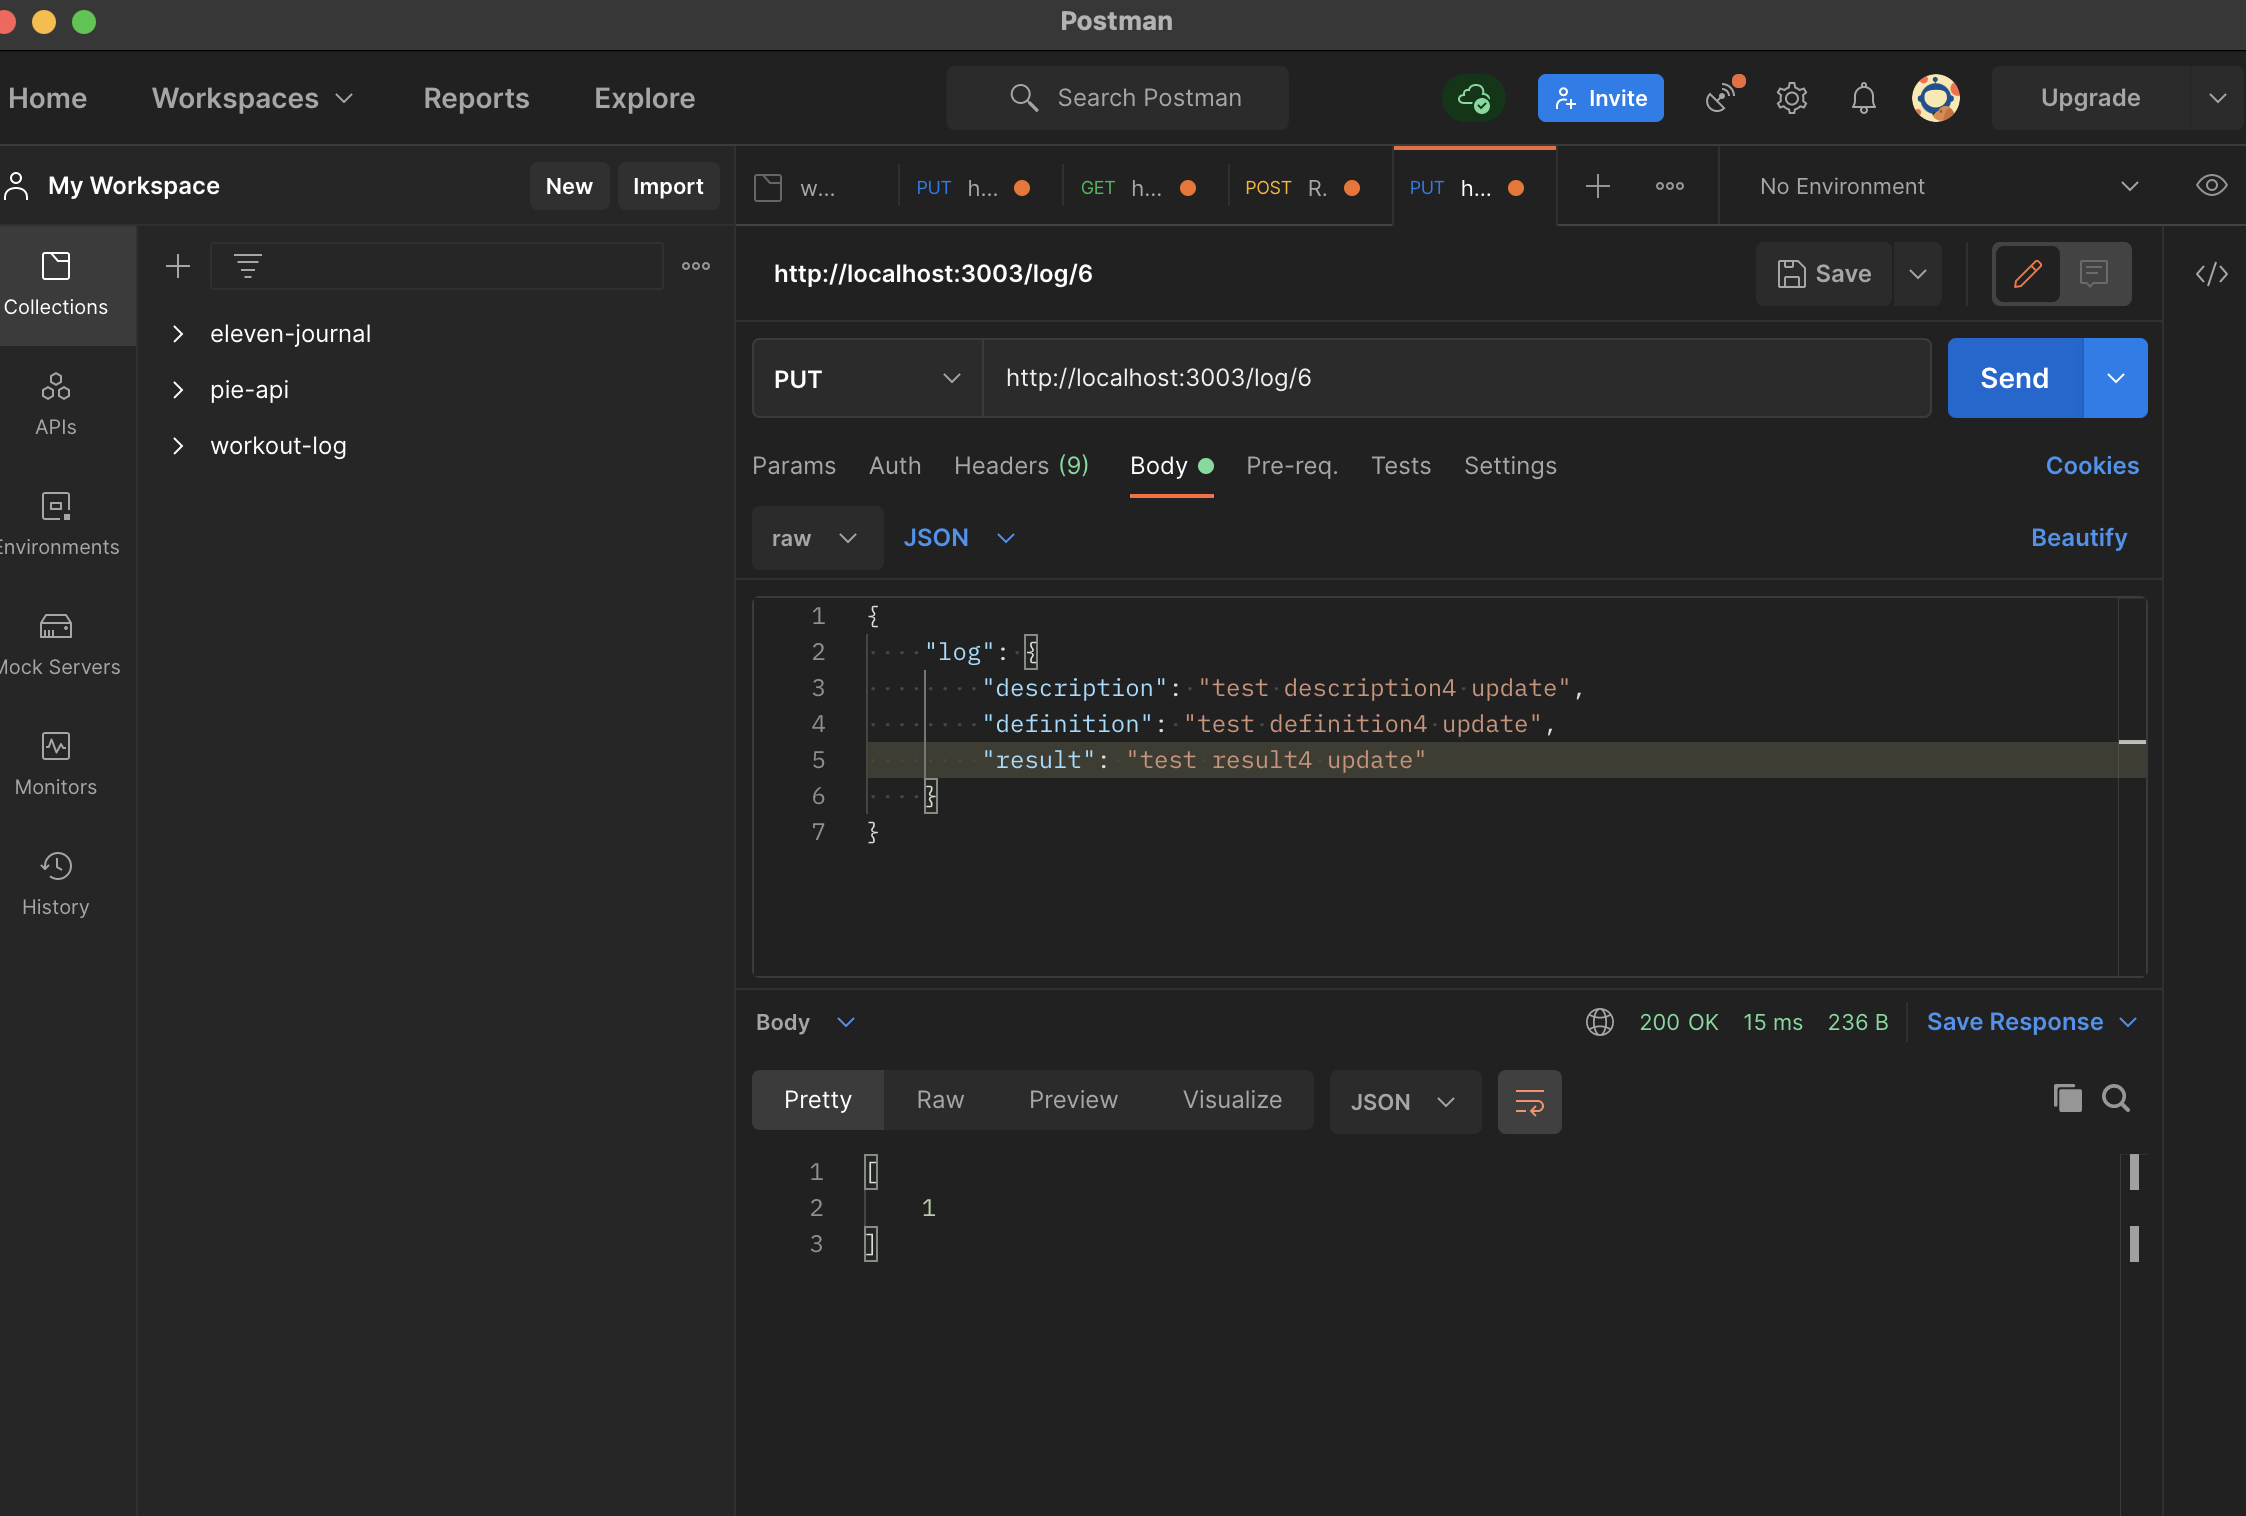 Postman
Home Workspaces Reports Explore Search Postman Invite Upgrade
My Workspace New Import
w... PUT h... GET h... POST R. PUT h... No Environment
Collections
APIs
Environments
Mock Servers
Monitors
History
eleven-journal
pie-api
workout-log
http://localhost:3003/log/6 Save
PUT http://localhost:3003/log/6 Send
Params Auth Headers (9) Body Pre-req. Tests Settings Cookies
raw JSON Beautify
1 {
2 "log": {
3 "description": "test description4 update",
4 "definition": "test definition4 update",
5 "result": "test result4 update"
6 }
7 }
Body 200 OK 15 ms 236 B Save Response
Pretty Raw Preview Visualize JSON
1 [
2 1
3 ]